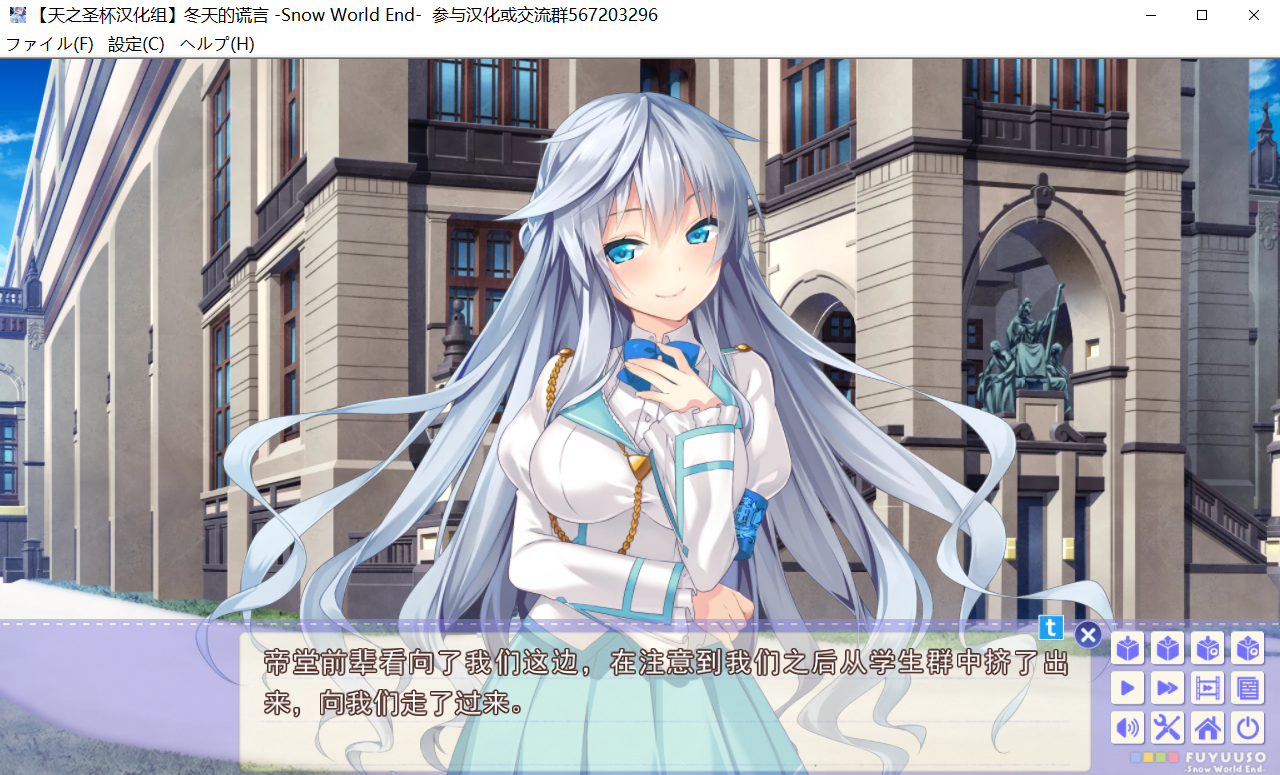 【天之圣杯汉化组】冬天的谎言 -Snow World End-  参与汉化或交流群567203296
ファイル(F) 設定(C) ヘルプ(H)
t
帝堂前辈看向了我们这边，在注意到我们之后从学生群中挤了出
来，向我们走了过来。
FUYUUSO
-Snow World End-